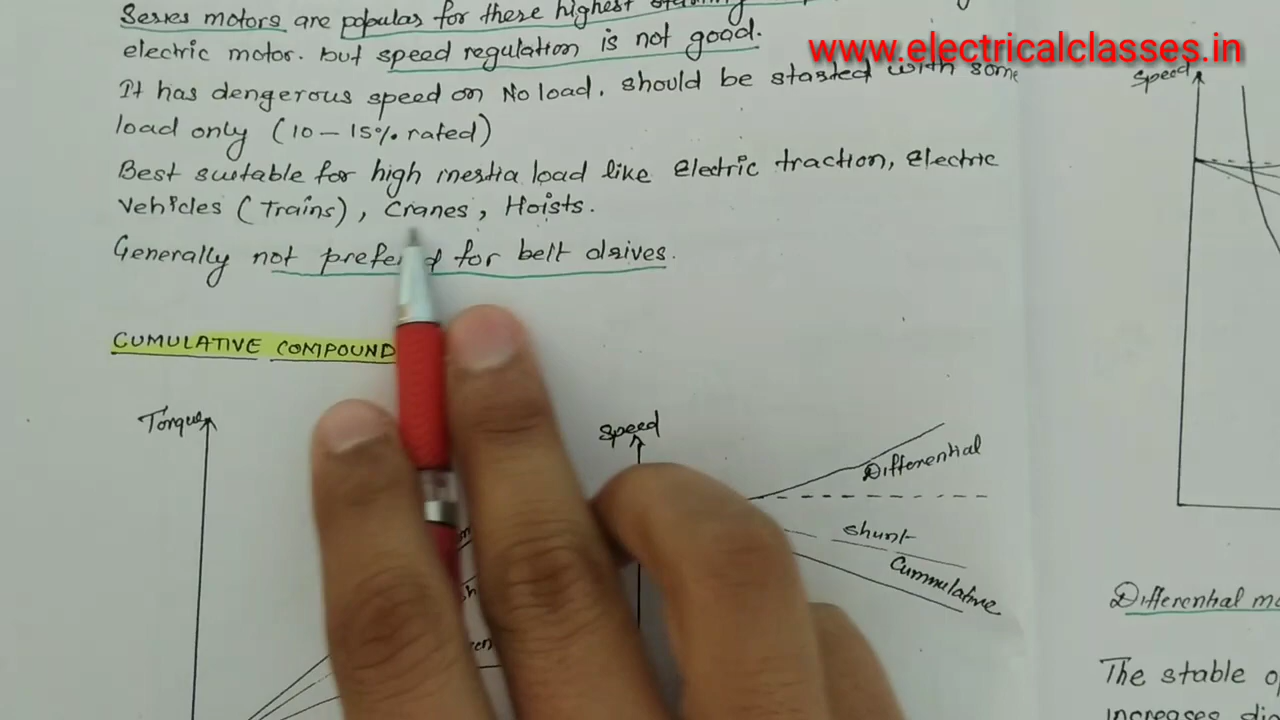 Series motors are popular for these highest
electric motor. but speed regulation is not good.
www.electricalclasses.in
It has dengerous speed on No load. should be started with some
load only (10 - 15% rated)
Best suitable for high inertia load like electric traction, electric
vehicles (Trains), Cranes, Hoists.
Generally not for belt drives.
CUMULATIVE COMPOUND
Torque
Speed
Differential
shunt
Cummulative
Speed
Differential
The stable
increases